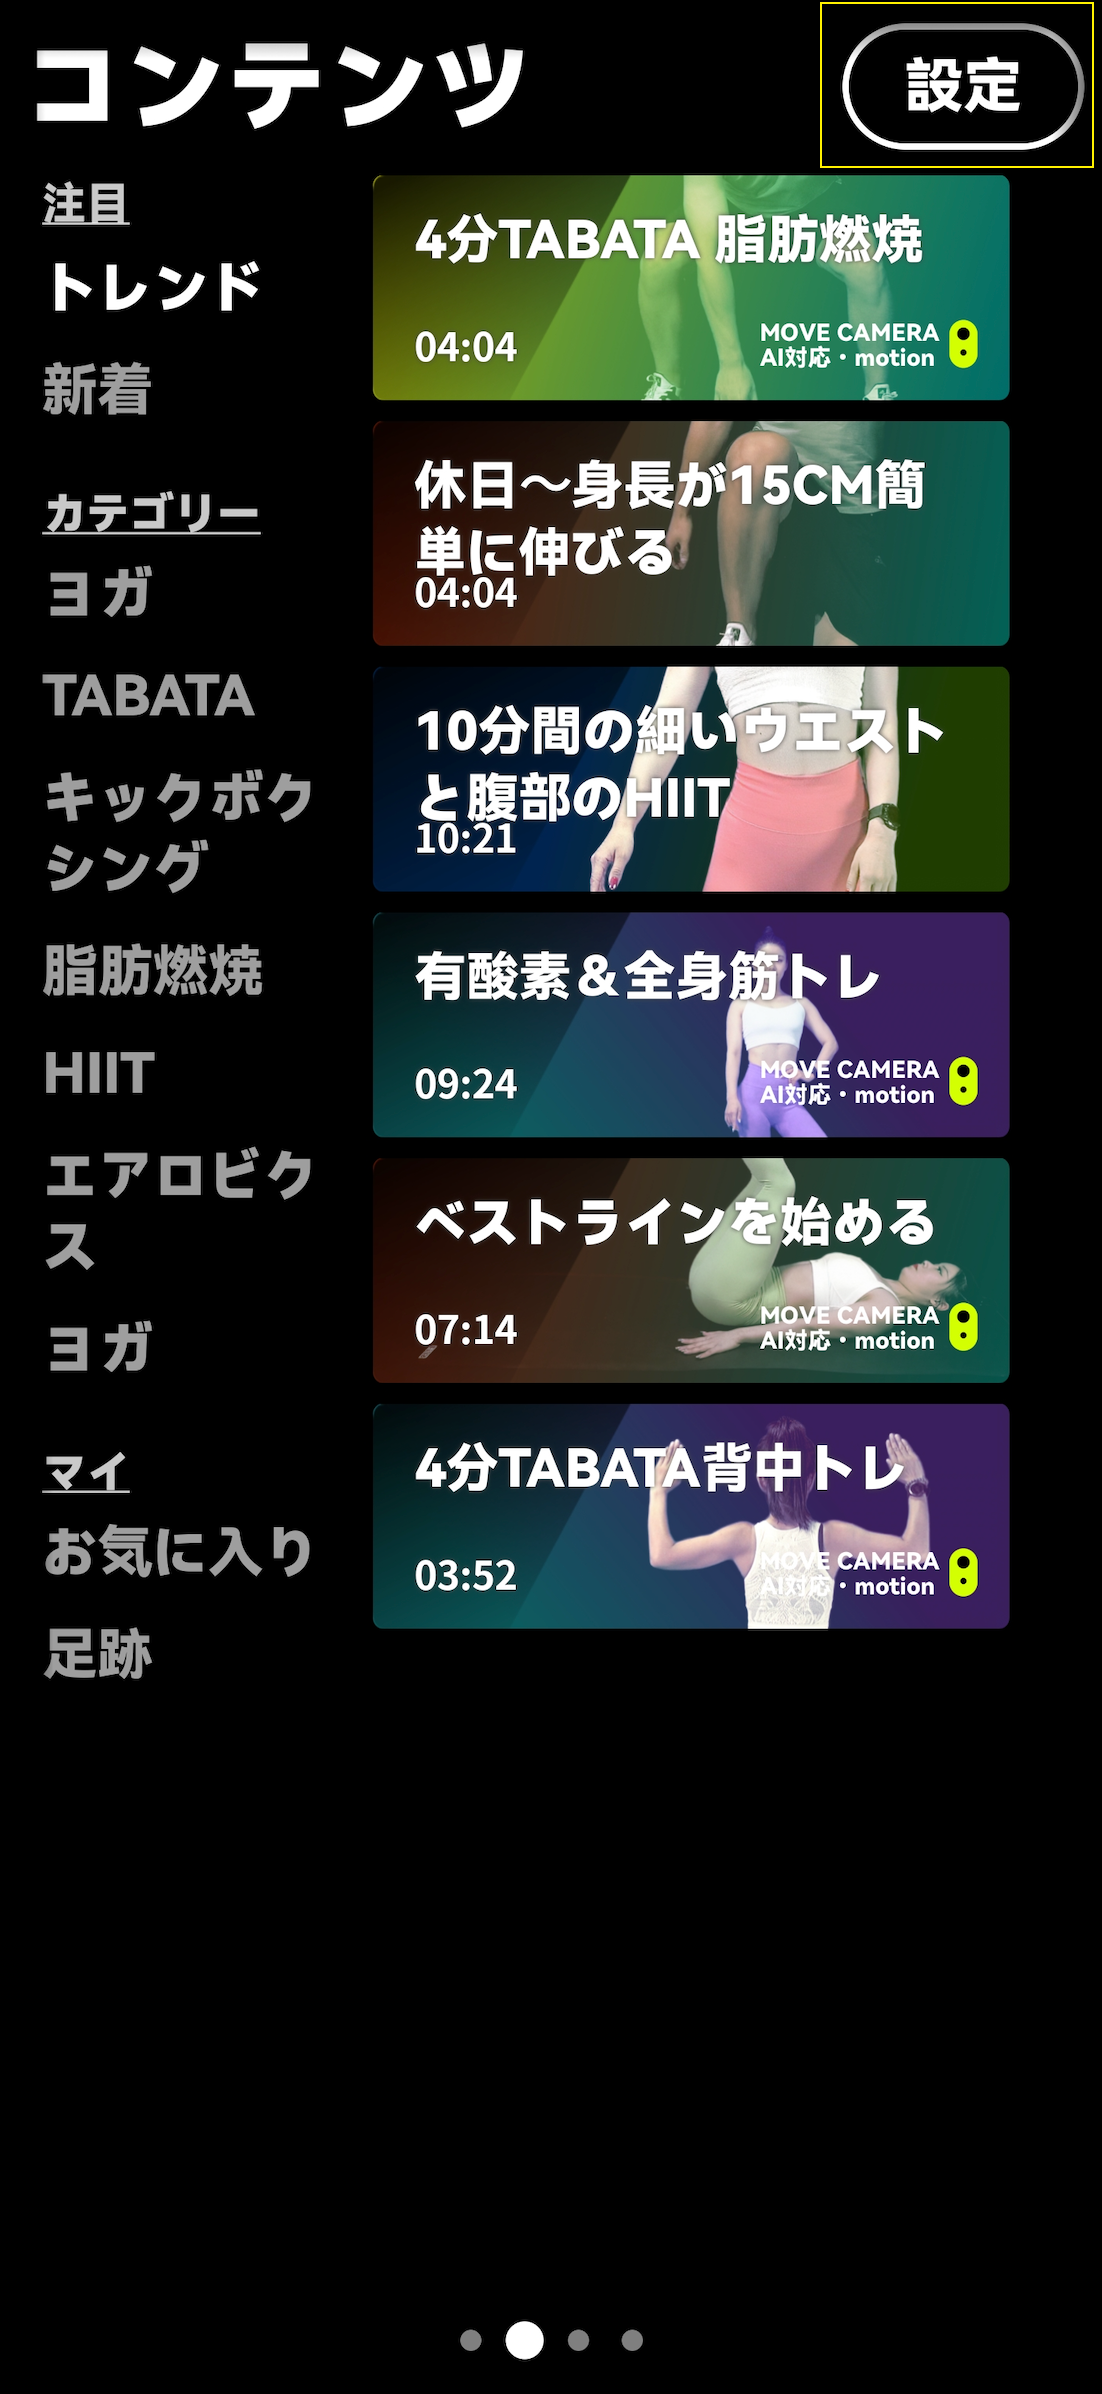 コンテンツ
設定
注目
トレンド
新着
カテゴリー
ヨガ
TABATA
キックボク
シング
脂肪燃焼
HIIT
エアロビク
ス
ヨガ
マイ
お気に入り
足跡
4分TABATA 脂肪燃焼
04:04
MOVE CAMERA
AI対応・motion
休日～身長が15CM簡
単に伸びる
04:04
10分間の細いウエスト
と腹部のHIIT
10:21
有酸素＆全身筋トレ
09:24
MOVE CAMERA
AI対応・motion
ベストラインを始める
07:14
MOVE CAMERA
AI対応・motion
4分TABATA背中トレ
03:52
MOVE CAMERA
AI対応・motion